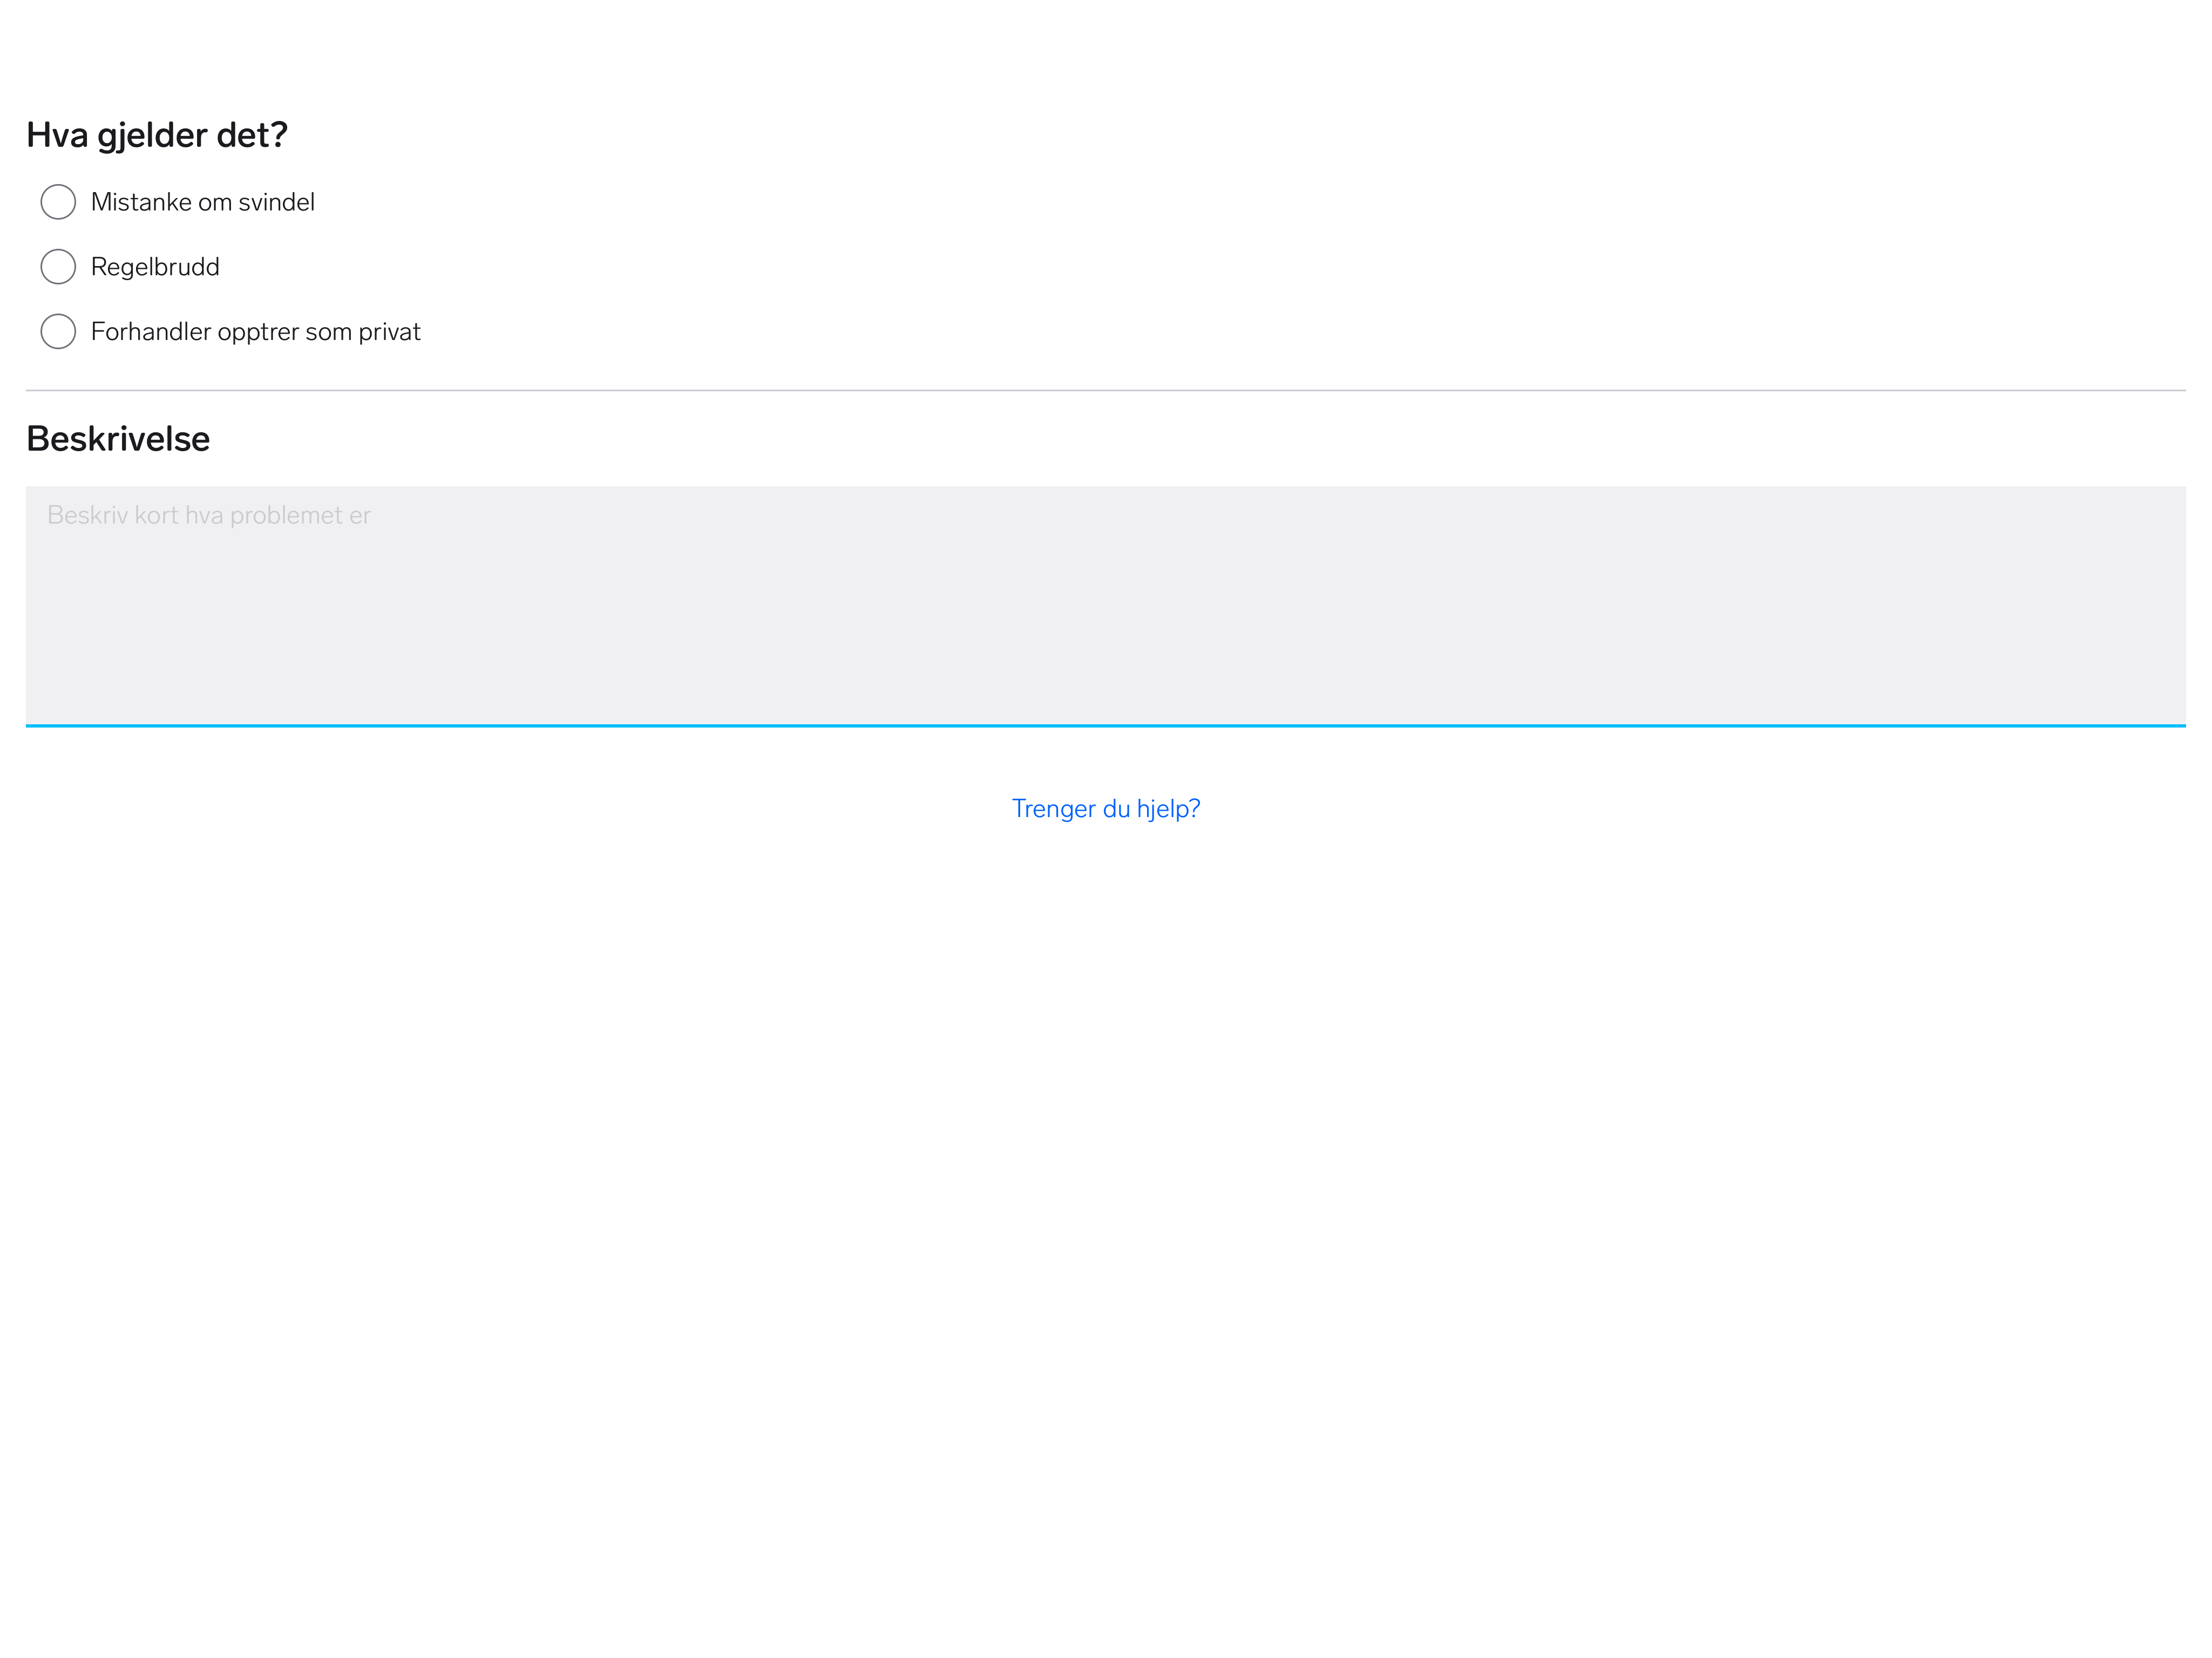 Hva gjelder det?
Mistanke om svindel
Regelbrudd
Forhandler opptrer som privat
Beskrivelse
Beskriv kort hva problemet er
Trenger du hjelp?